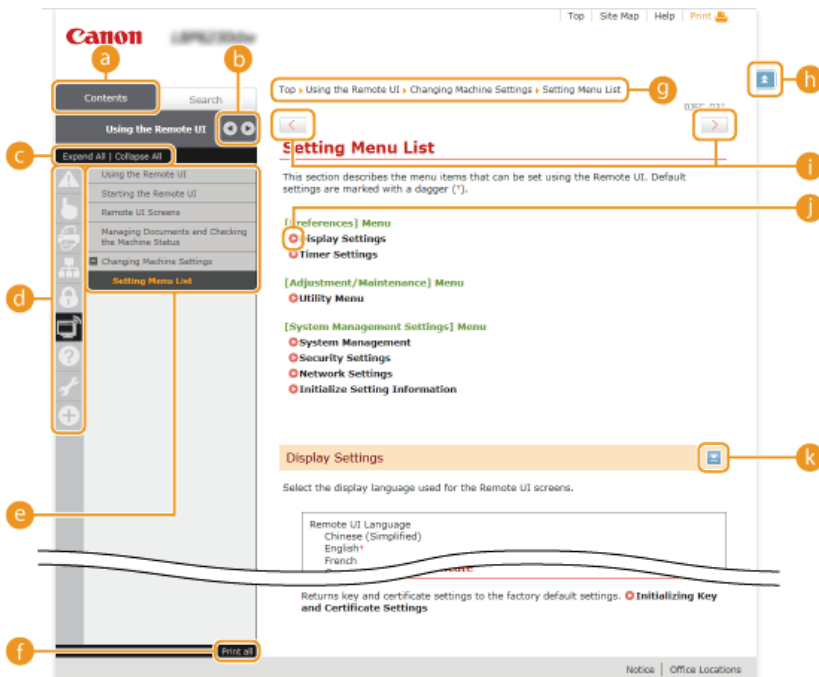 Top | Site Map | Help | Print
Canon
a
b
Contents
Search
Top ▸ Using the Remote UI ▸ Changing Machine Settings ▸ Setting Menu List
g
h
Using the Remote UI
c
Expand All | Collapse All
i
Setting Menu List
This section describes the menu items that can be set using the Remote UI. Default
settings are marked with a dagger (†).
Using the Remote UI
Starting the Remote UI
Remote UI Screens
Managing Documents and Checking
the Machine Status
Changing Machine Settings
Setting Menu List
d
e
[Preferences] Menu
j
Display Settings
Timer Settings
[Adjustment/Maintenance] Menu
Utility Menu
[System Management Settings] Menu
System Management
Security Settings
Network Settings
Initialize Setting Information
Display Settings
k
Select the display language used for the Remote UI screens.
Remote UI Language
Chinese (Simplified)
English†
French
Returns key and certificate settings to the factory default settings. Initializing Key
and Certificate Settings
f
Print all
Notice | Office Locations